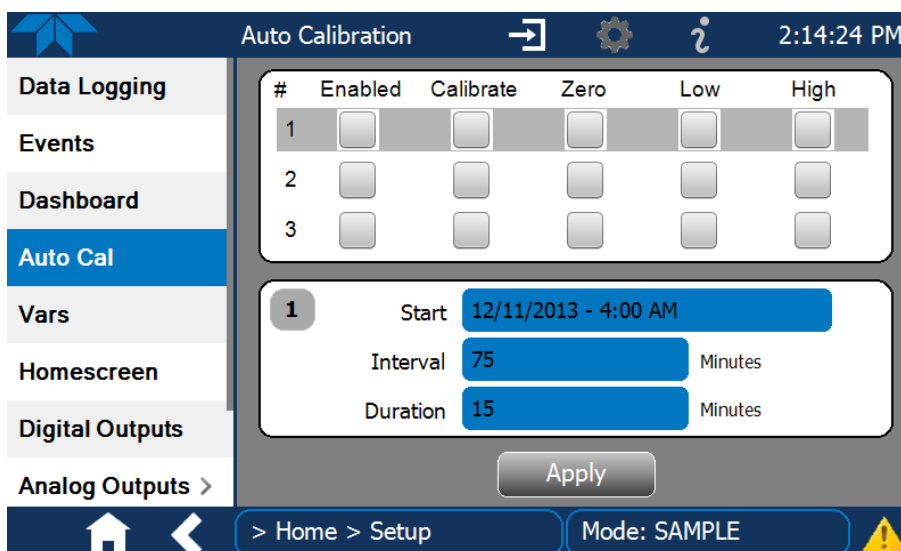 Auto Calibration 2:14:24 PM
Data Logging
Events
Dashboard
Auto Cal
Vars
Homescreen
Digital Outputs
Analog Outputs >
# Enabled Calibrate Zero Low High
1
2
3
1 Start 12/11/2013 - 4:00 AM
Interval 75 Minutes
Duration 15 Minutes
Apply
> Home > Setup Mode: SAMPLE